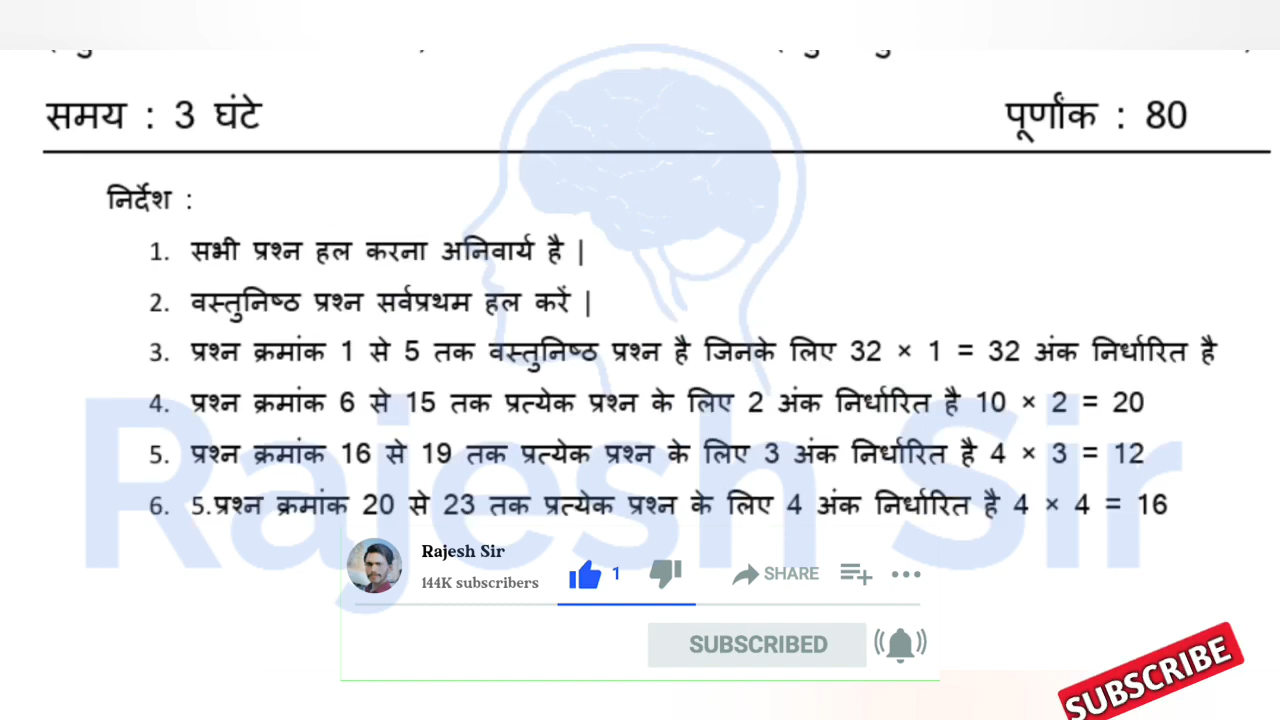 समय : 3 घंटे पूर्णांक : 80
निर्देश :
1. सभी प्रश्न हल करना अनिवार्य है |
2. वस्तुनिष्ठ प्रश्न सर्वप्रथम हल करें |
3. प्रश्न क्रमांक 1 से 5 तक वस्तुनिष्ठ प्रश्न है जिनके लिए 32 × 1 = 32 अंक निर्धारित है
4. प्रश्न क्रमांक 6 से 15 तक प्रत्येक प्रश्न के लिए 2 अंक निर्धारित है 10 × 2 = 20
5. प्रश्न क्रमांक 16 से 19 तक प्रत्येक प्रश्न के लिए 3 अंक निर्धारित है 4 × 3 = 12
6. 5.प्रश्न क्रमांक 20 से 23 तक प्रत्येक प्रश्न के लिए 4 अंक निर्धारित है 4 × 4 = 16
Rajesh Sir
Rajesh Sir
144K subscribers
1
SHARE
SUBSCRIBED
SUBSCRIBE